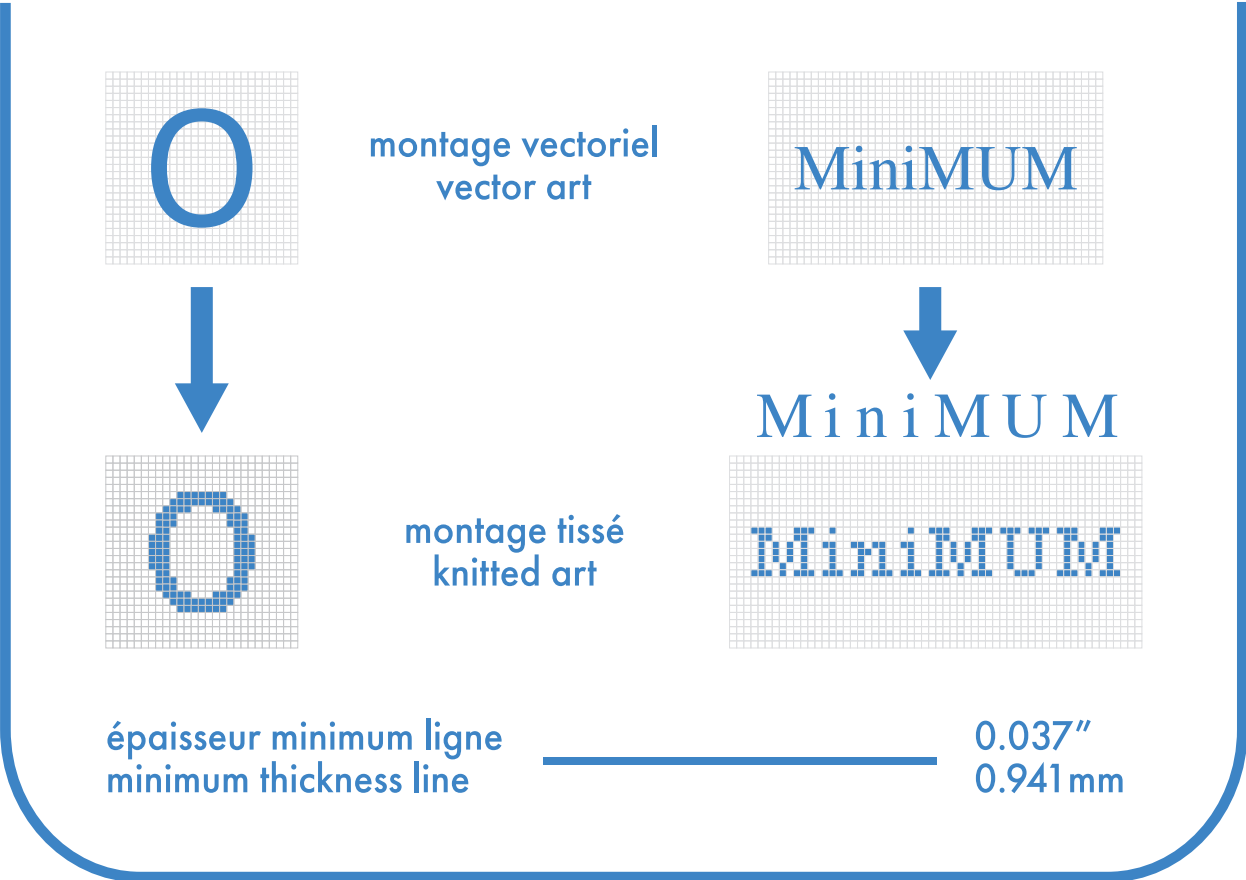 O
montage vectoriel
vector art
MiniMUM
MiniMUM
O
montage tissé
knitted art
MiniMUM
épaisseur minimum ligne
minimum thickness line
0.037"
0.941mm